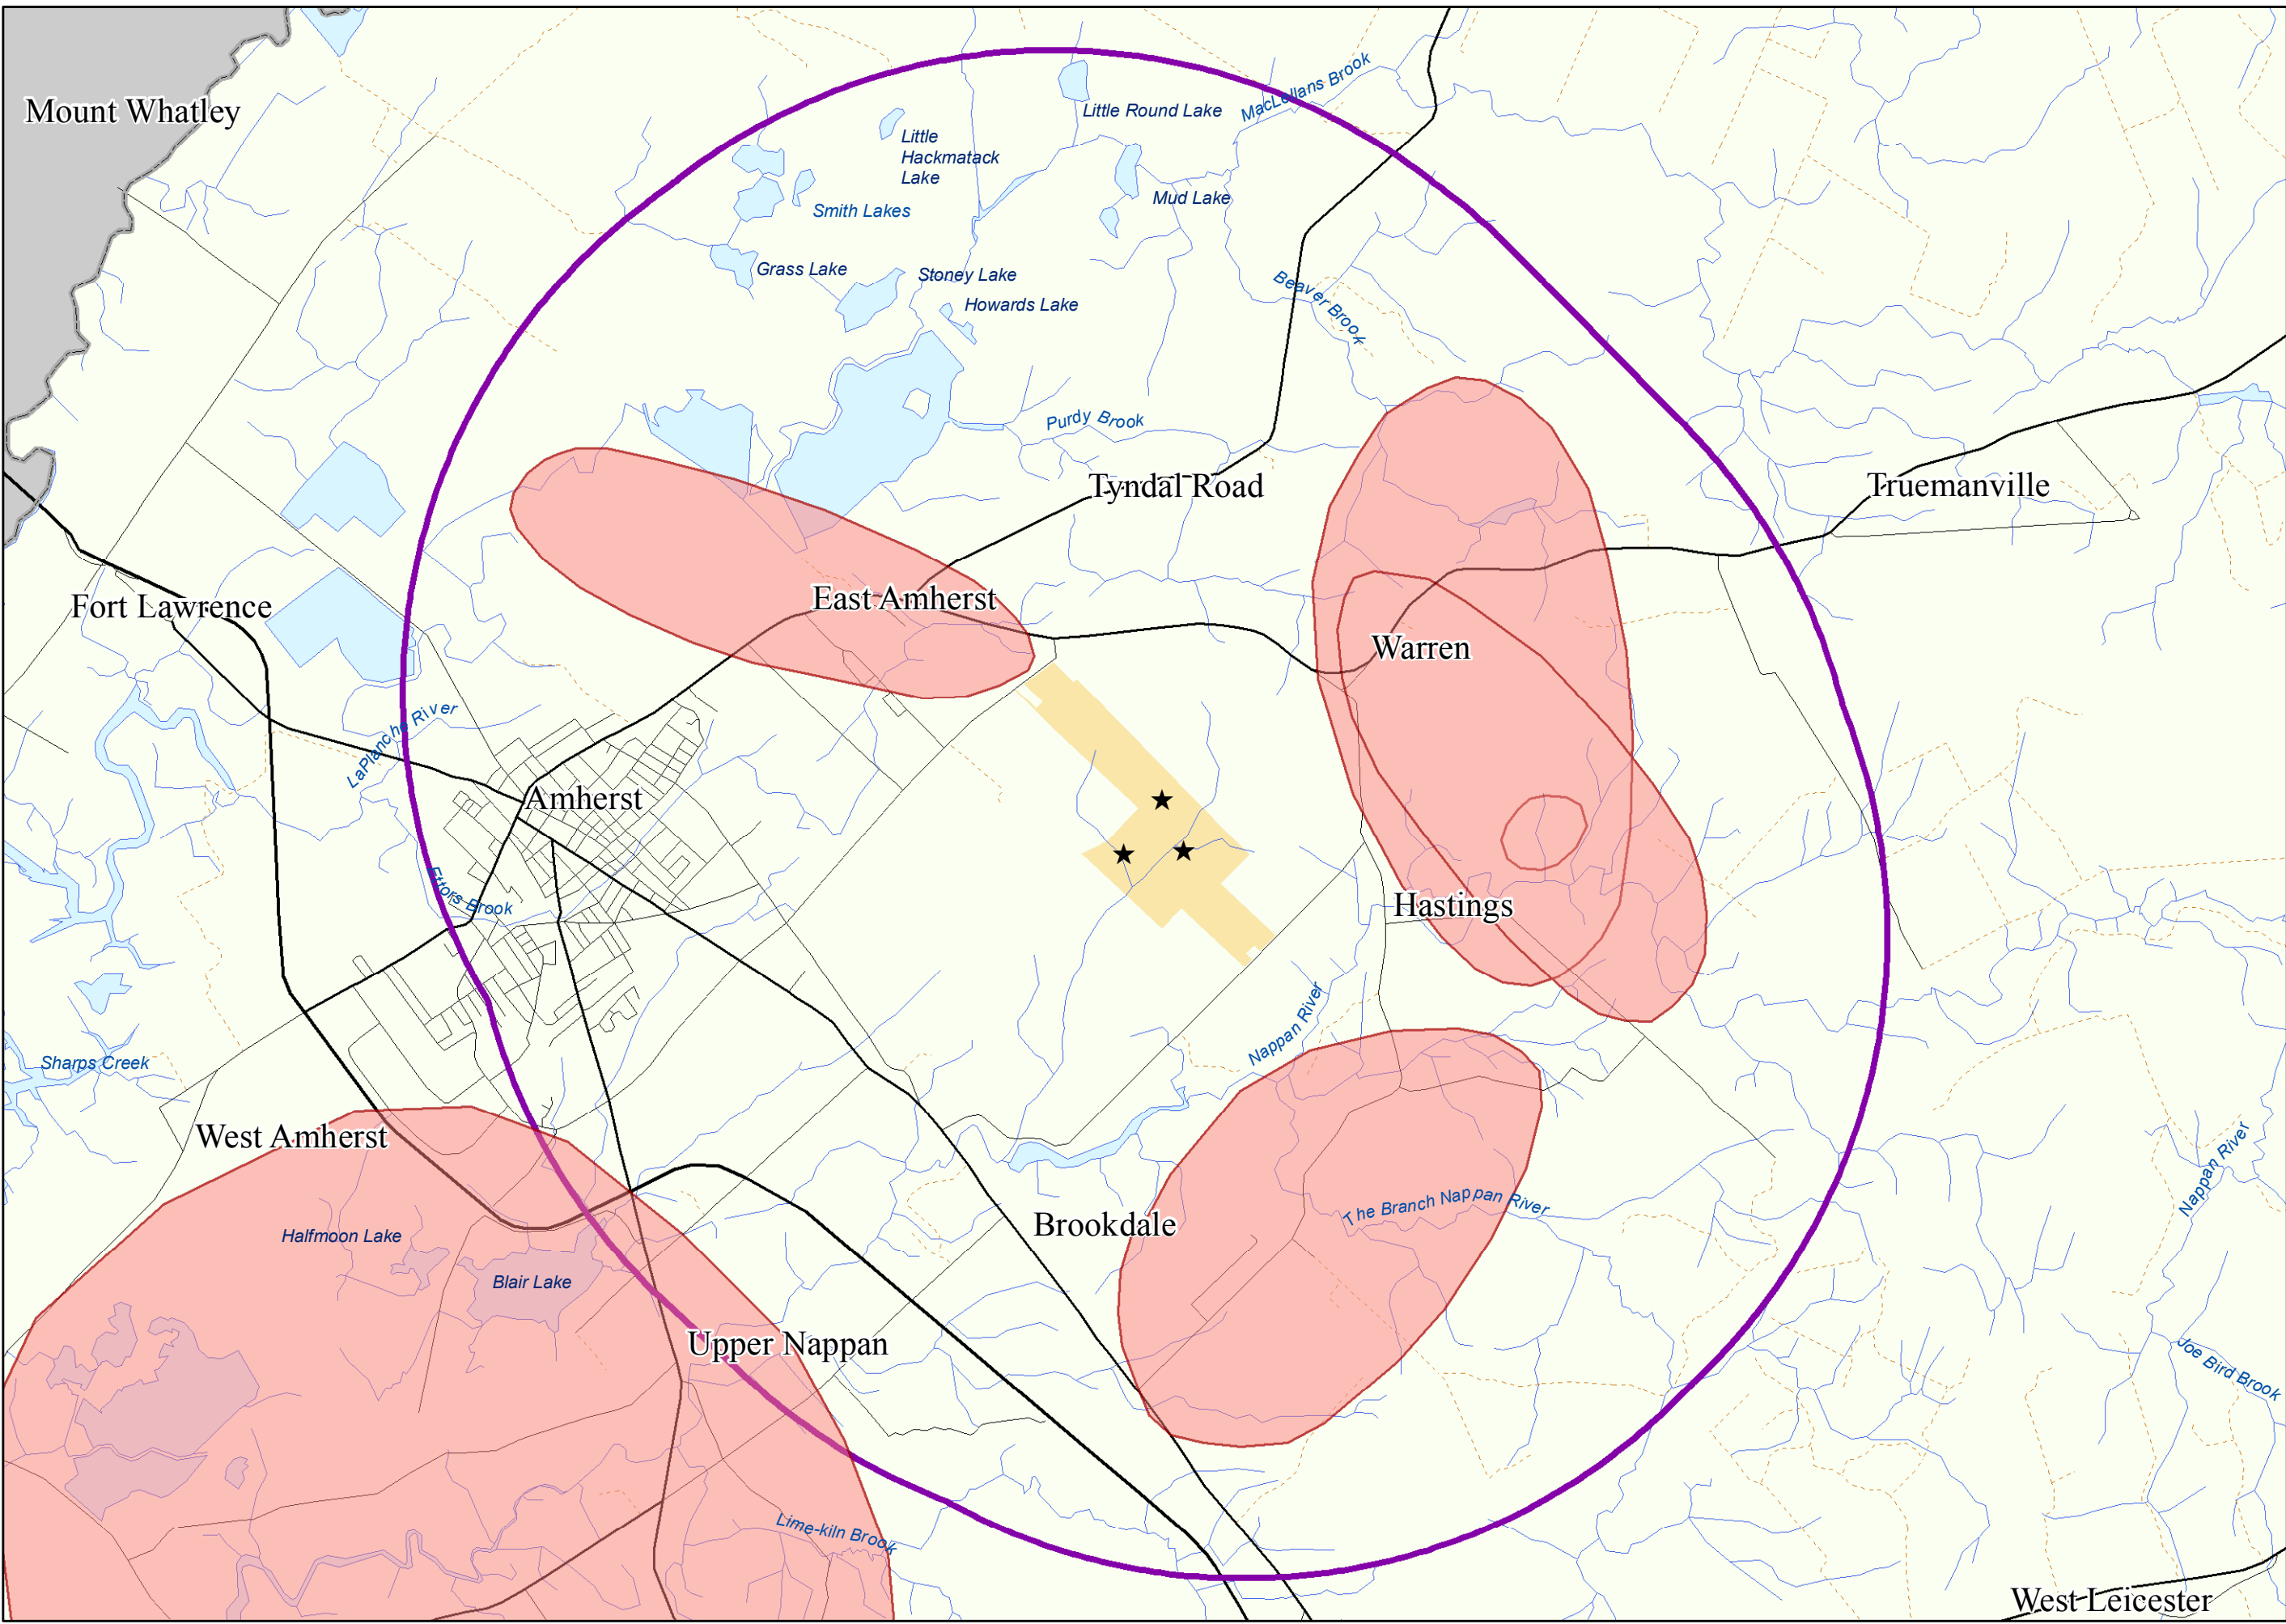 Mount Whatley
MacLellans Brook
Little Round Lake
Little
Hackmatack
Lake
Mud Lake
Smith Lakes
Grass Lake
Stoney Lake
Howards Lake
Beaver Brook
Purdy Brook
Tyndal Road
Truemanville
Fort Lawrence
East Amherst
Warren
LaPlanche River
Amherst
Ettors Brook
Hastings
Nappan River
Sharps Creek
West Amherst
Nappan River
The Branch Nappan River
Brookdale
Halfmoon Lake
Blair Lake
Upper Nappan
Joe Bird Brook
Lime-kiln Brook
West Leicester